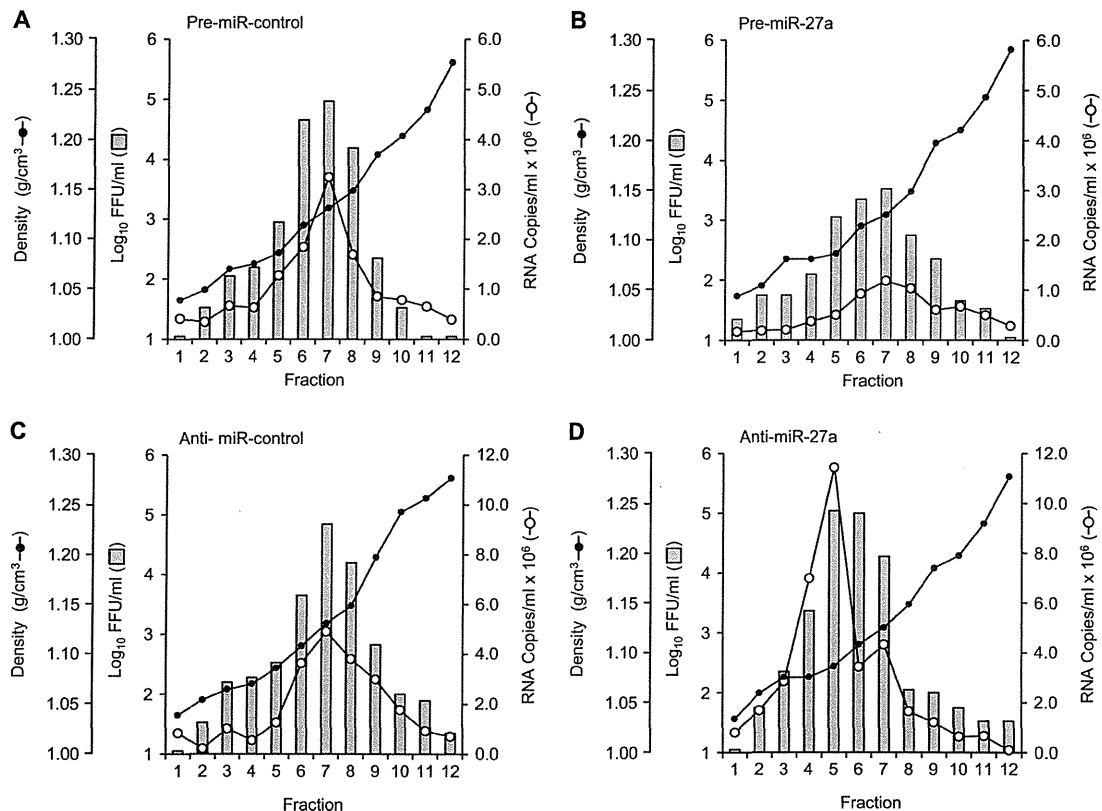 A
Pre-miR-control
Density (g/cm³ )
1.30
1.25
1.20
1.15
1.10
1.05
1.00
Log10 FFU/ml ( )
6
5
4
3
2
1
RNA Copies/ml x 10⁶ ( )
6.0
5.0
4.0
3.0
2.0
1.0
0.0
1 2 3 4 5 6 7 8 9 10 11 12
Fraction
B
Pre-miR-27a
Density (g/cm³ )
1.30
1.25
1.20
1.15
1.10
1.05
1.00
Log10 FFU/ml ( )
6
5
4
3
2
1
RNA Copies/ml x 10⁶ ( )
6.0
5.0
4.0
3.0
2.0
1.0
0.0
1 2 3 4 5 6 7 8 9 10 11 12
Fraction
C
Anti- miR-control
Density (g/cm³ )
1.30
1.25
1.20
1.15
1.10
1.05
1.00
Log10 FFU/ml ( )
6
5
4
3
2
1
RNA Copies/ml x 10⁶ ( )
12.0
10.0
8.0
6.0
4.0
2.0
0.0
1 2 3 4 5 6 7 8 9 10 11 12
Fraction
D
Anti-miR-27a
Density (g/cm³ )
1.30
1.25
1.20
1.15
1.10
1.05
1.00
Log10 FFU/ml ( )
6
5
4
3
2
1
RNA Copies/ml x 10⁶ ( )
12.0
10.0
8.0
6.0
4.0
2.0
0.0
1 2 3 4 5 6 7 8 9 10 11 12
Fraction